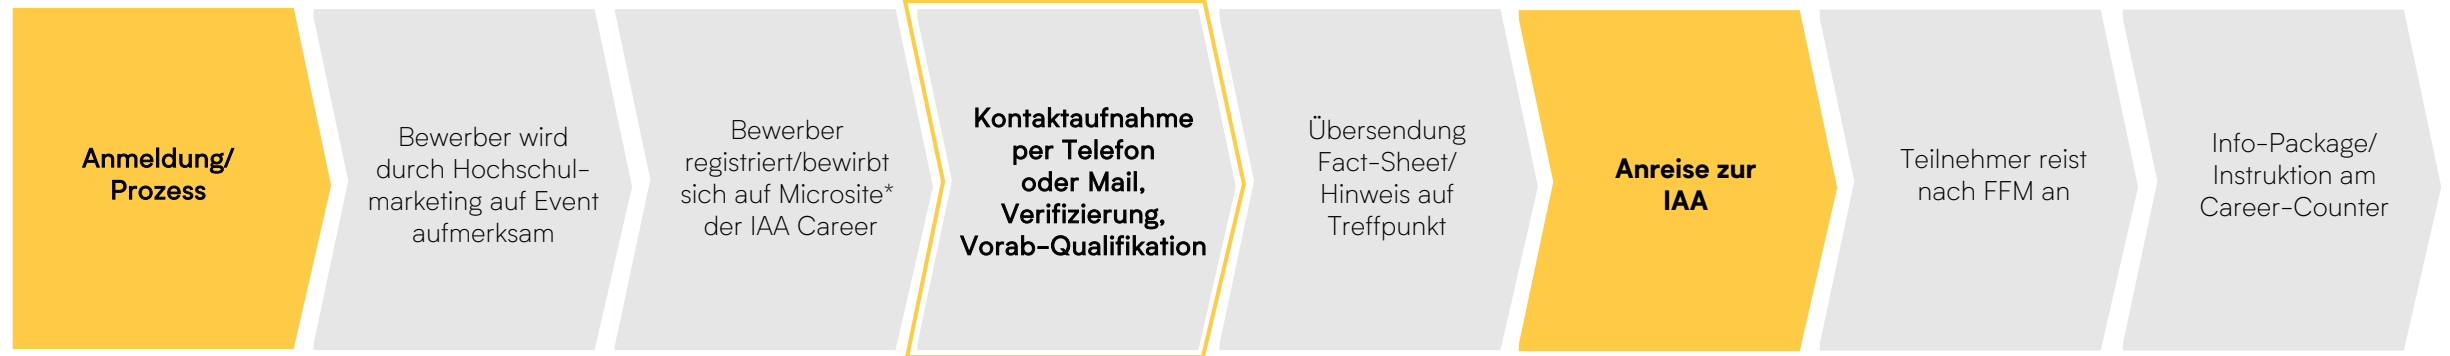 Anmeldung/
Prozess
Bewerber wird
durch Hochschul-
marketing auf Event
aufmerksam
Bewerber
registriert/bewirbt
sich auf Microsite*
der IAA Career
Kontaktaufnahme
per Telefon
oder Mail,
Verifizierung,
Vorab-Qualifikation
Übersendung
Fact-Sheet/
Hinweis auf
Treffpunkt
Anreise zur
IAA
Teilnehmer reist
nach FFM an
Info-Package/
Instruktion am
Career-Counter